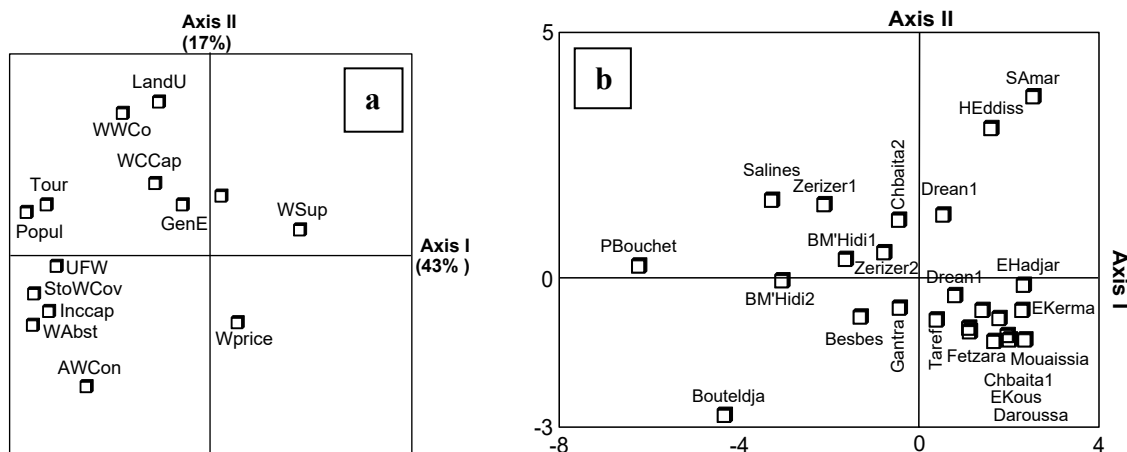 Axis II
(17%)
LandU
a
WWCo
WCCap
Tour
GenE
WSup
Popul
Axis I
(43% )
UFW
StoWCov
Inccap
WAbst
Wprice
AWCon
Axis II
5
b
SAmar
HEddiss
Chbaita2
Salines
Zerizer1
Drean1
BM'Hidi1
PBouchet
Zerizer2
EHadjar
0
Drean1
Axis I
BM'Hidi2
EKerma
Besbes
Gantra
Taref
Fetzara
Mouaissia
Chbaita1
Bouteldja
EKous
Daroussa
-3
-8
-4
0
4